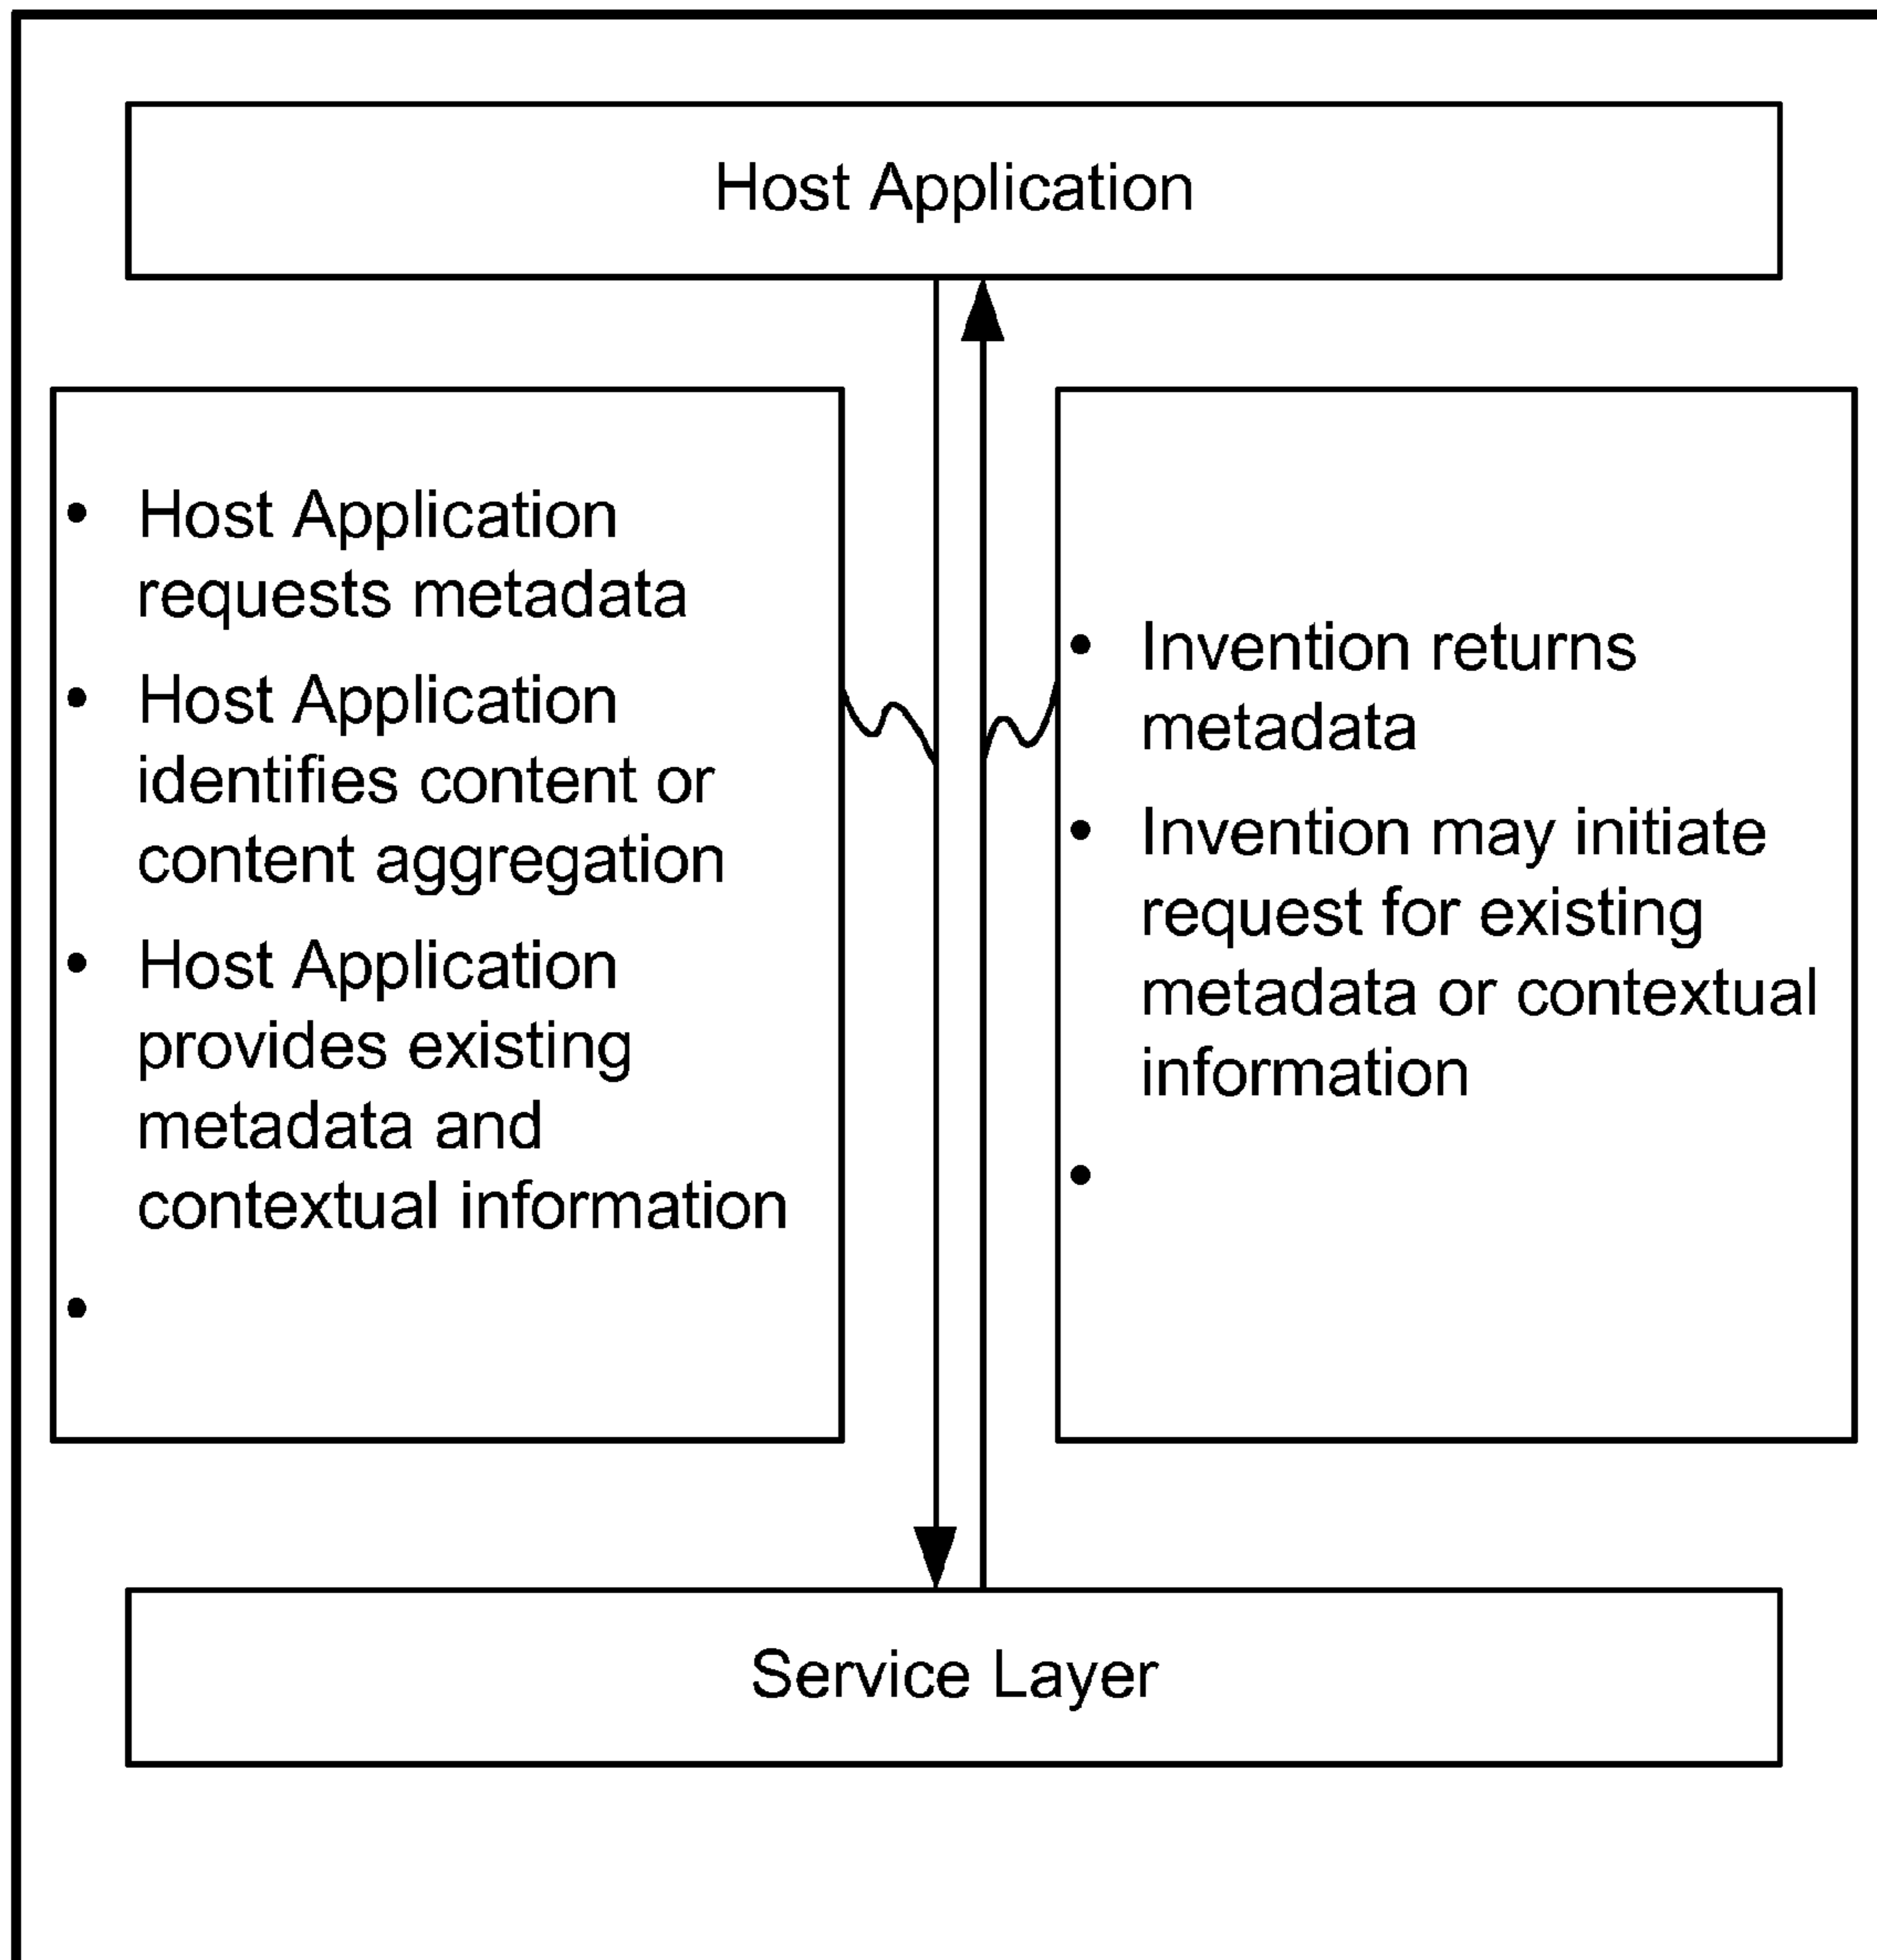 Host Application
• Host Application
requests metadata
• Host Application
identifies content or
content aggregation
• Host Application
provides existing
metadata and
contextual information
•
• Invention returns
metadata
• Invention may initiate
request for existing
metadata or contextual
information
•
Service Layer